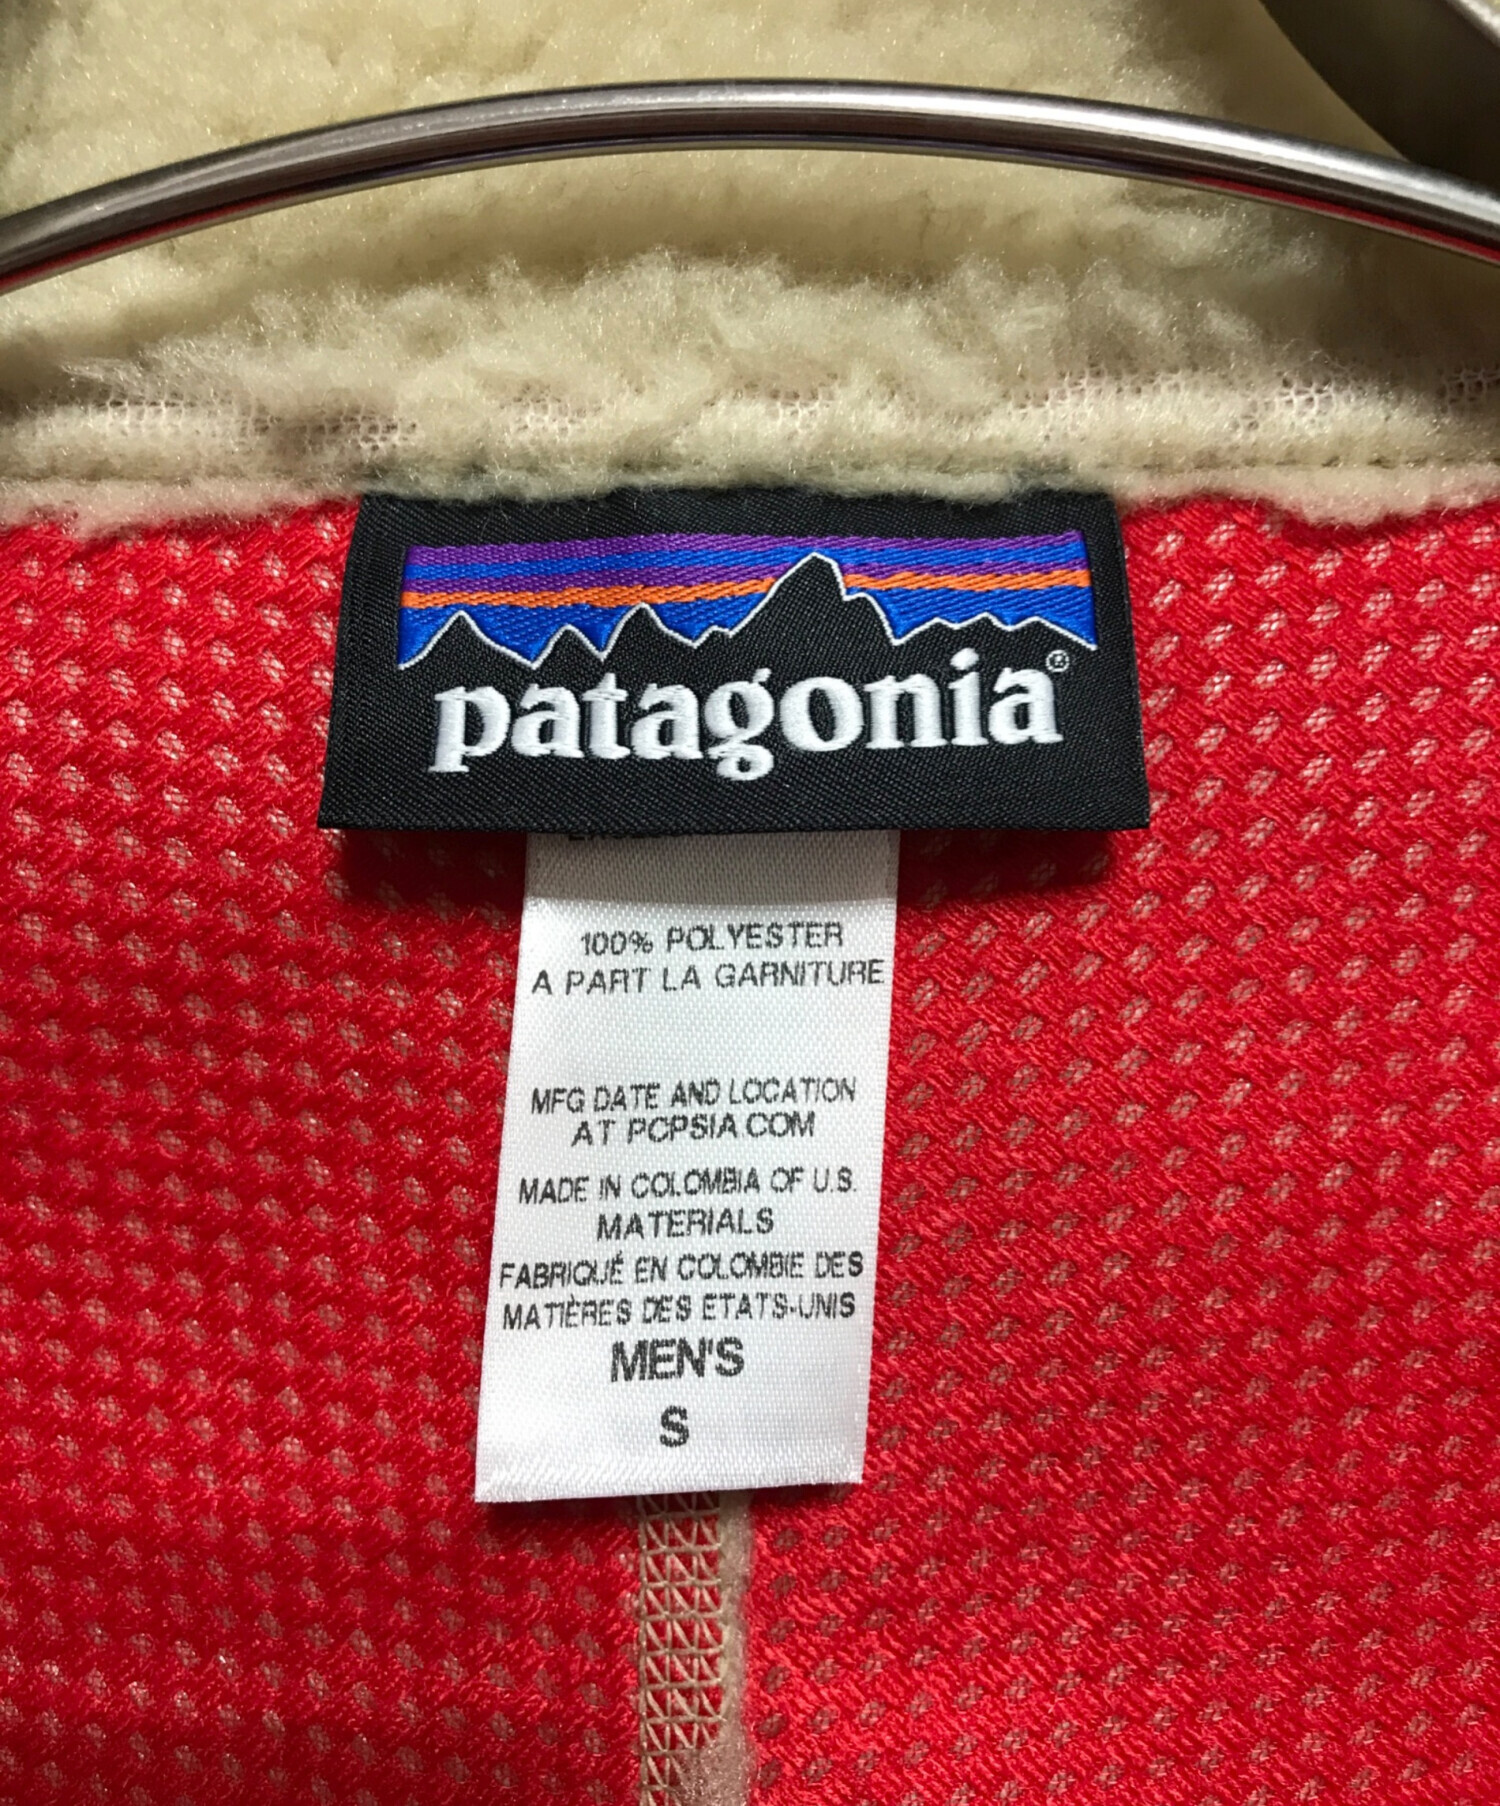 patagonia®
100% POLYESTER
A PART LA GARNITURE
MFG DATE AND LOCATION
AT PCPSIA.COM
MADE IN COLOMBIA OF U.S.
MATERIALS
FABRIQUÉ EN COLOMBIE DES
MATIÈRES DES ETATS-UNIS
MEN'S
S